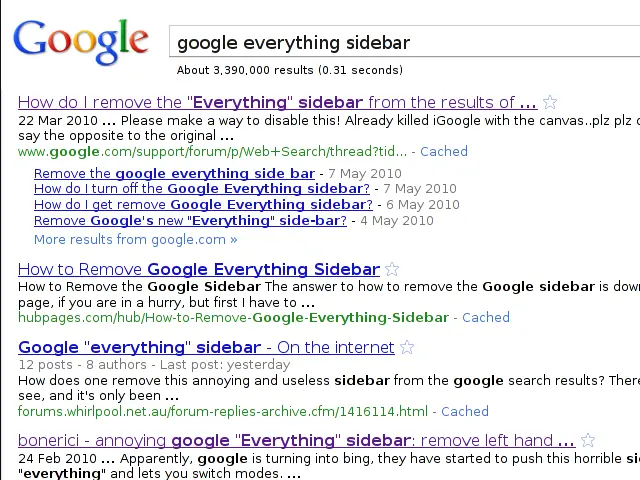 Google
google everything sidebar
About 3,390,000 results (0.31 seconds)
How do I remove the "Everything" sidebar from the results of ...
22 Mar 2010 ... Please make a way to disable this! Already killed iGoogle with the canvas..plz plz
say the opposite to the original ...
www.google.com/support/forum/p/Web+Search/thread?tid... - Cached
Remove the google everything side bar - 7 May 2010
How do I turn off the Google Everything sidebar? - 7 May 2010
How do I get remove Google Everything sidebar? - 6 May 2010
Remove Google's new "Everything" side-bar? - 4 May 2010
More results from google.com »
How to Remove Google Everything Sidebar
How to Remove the Google Sidebar The answer to how to remove the Google sidebar is dow
page, if you are in a hurry, but first I have to ...
hubpages.com/hub/How-to-Remove-Google-Everything-Sidebar - Cached
Google "everything" sidebar - On the internet
12 posts - 8 authors - Last post: yesterday
How does one remove this annoying and useless sidebar from the google search results? There
see, and it's only been ...
forums.whirlpool.net.au/forum-replies-archive.cfm/1416114.html - Cached
bonerici - annoying google "Everything" sidebar: remove left hand ...
24 Feb 2010 ... Apparently, google is turning into bing, they have started to push this horrible si
"everything" and lets you switch modes. ...